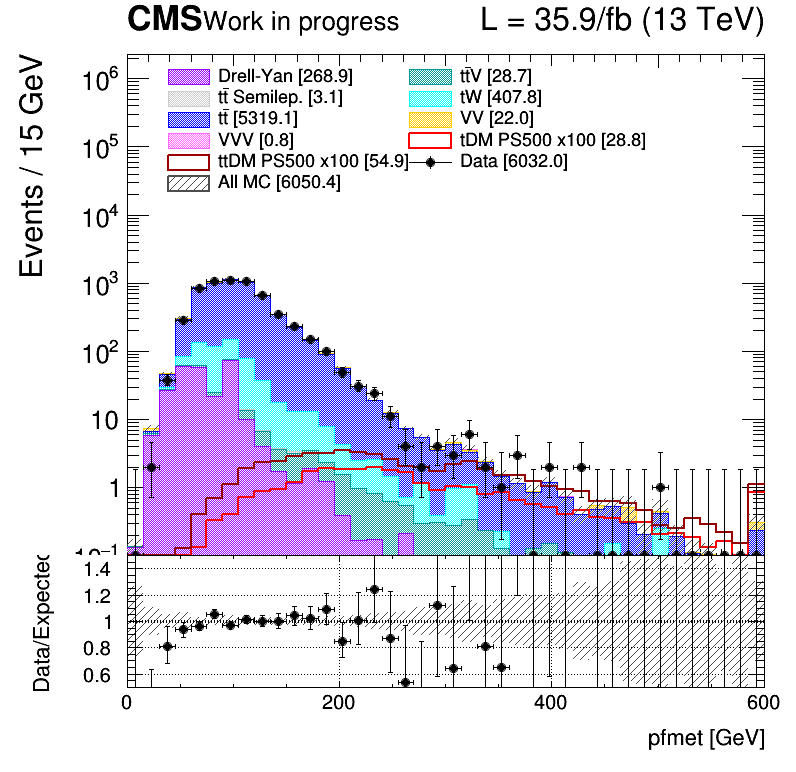 CMS Work in progress L = 35.9/fb (13 TeV)
Events / 15 GeV
10⁶
10⁵
10⁴
10³
10²
10
1
10⁻¹
Drell-Yan [268.9] tt̄V [28.7]
tt̄ Semilep. [3.1] tW [407.8]
tt̄ [5319.1] VV [22.0]
VVV [0.8] tDM PS500 x100 [28.8]
ttDM PS500 x100 [54.9] Data [6032.0]
All MC [6050.4]
Data/Expected
1.4
1.2
1
0.8
0.6
0 200 400 600
pfmet [GeV]